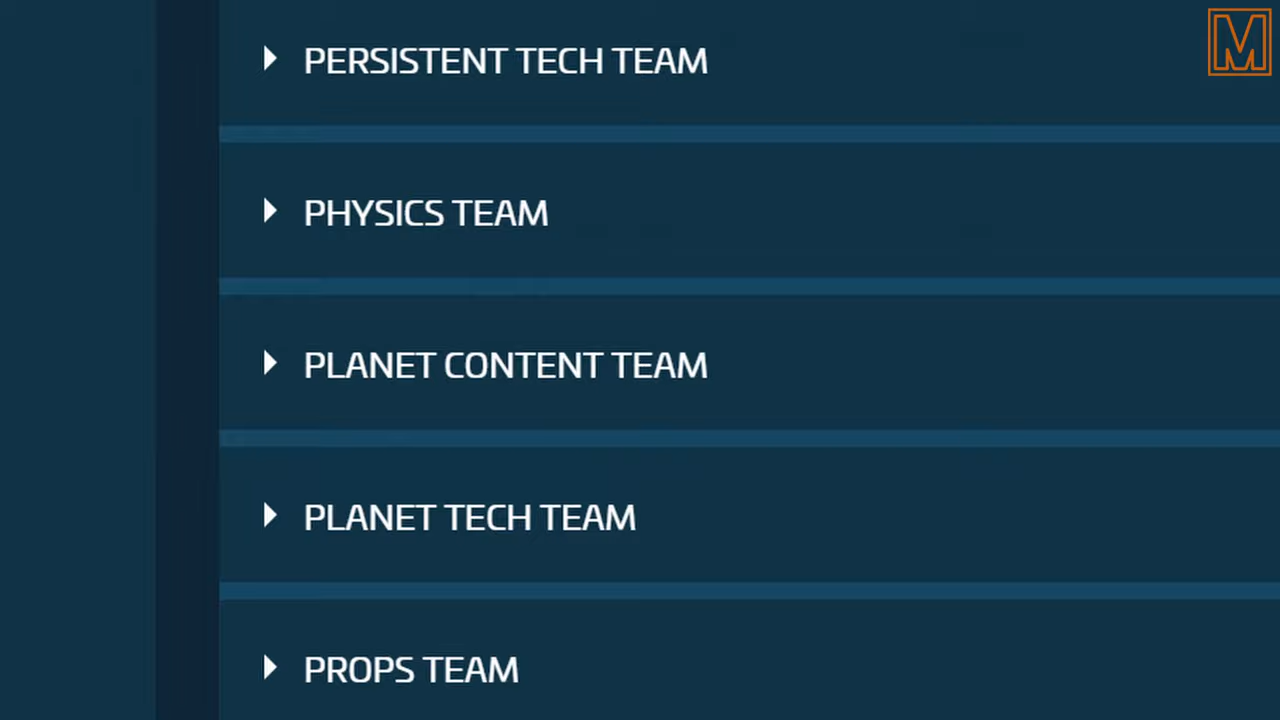 M
PERSISTENT TECH TEAM
PHYSICS TEAM
PLANET CONTENT TEAM
PLANET TECH TEAM
PROPS TEAM